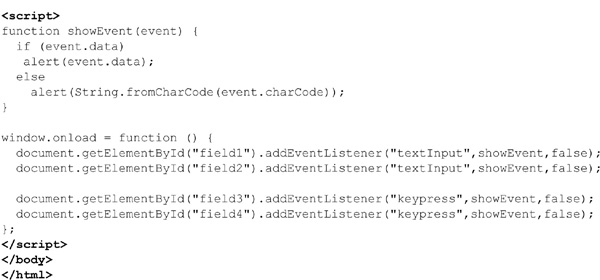 <script>
function showEvent(event) {
  if (event.data)
   alert(event.data);
  else
    alert(String.fromCharCode(event.charCode));
}

window.onload = function () {
  document.getElementById("field1").addEventListener("textInput",showEvent,false);
  document.getElementById("field2").addEventListener("textInput",showEvent,false);

  document.getElementById("field3").addEventListener("keypress",showEvent,false);
  document.getElementById("field4").addEventListener("keypress",showEvent,false);
};
</script>
</body>
</html>